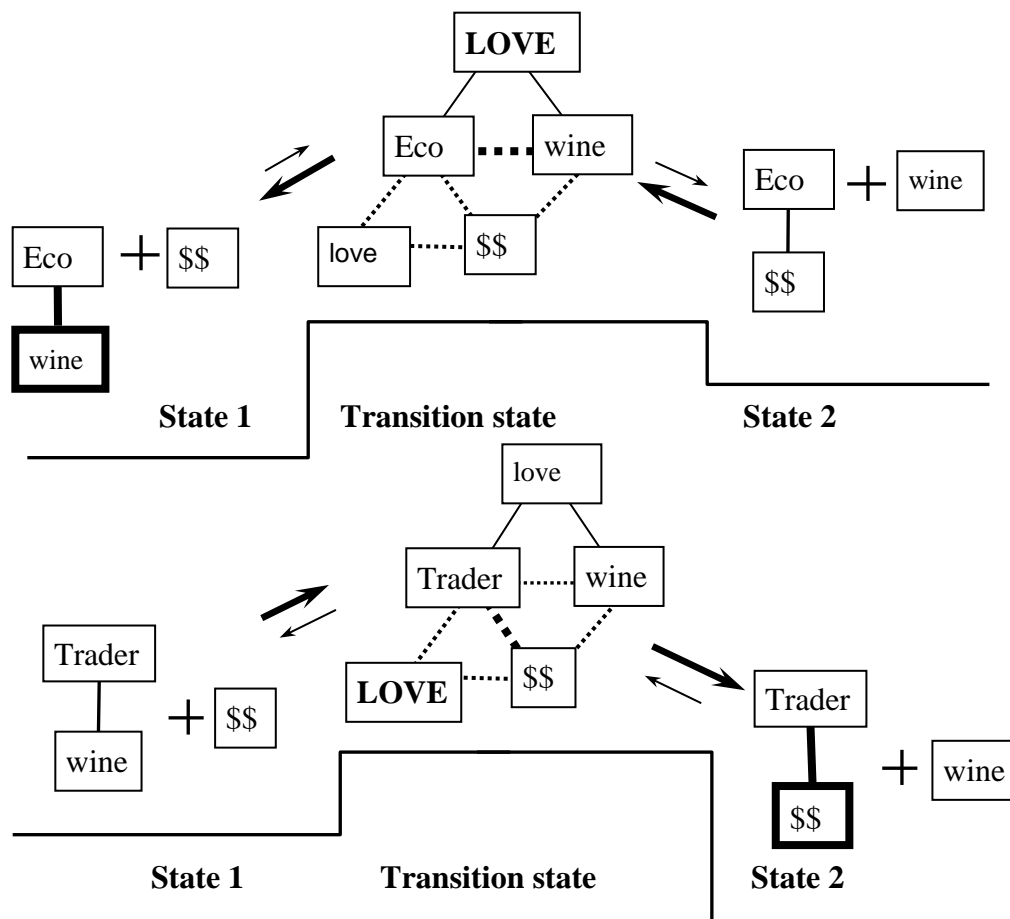 LOVE
Eco
wine
Eco
+
wine
Eco
+
$$
love
$$
$$
wine
State 1
Transition state
State 2
love
Trader
wine
Trader
+
$$
LOVE
$$
Trader
wine
+
wine
$$
State 1
Transition state
State 2